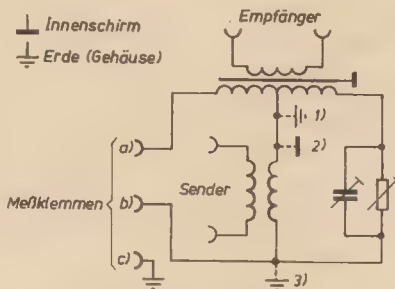 Empfänger
Innenschirm
Erde (Gehäuse)
1)
a)
2)
Sender
Meßklemmen
b)
c)
3)